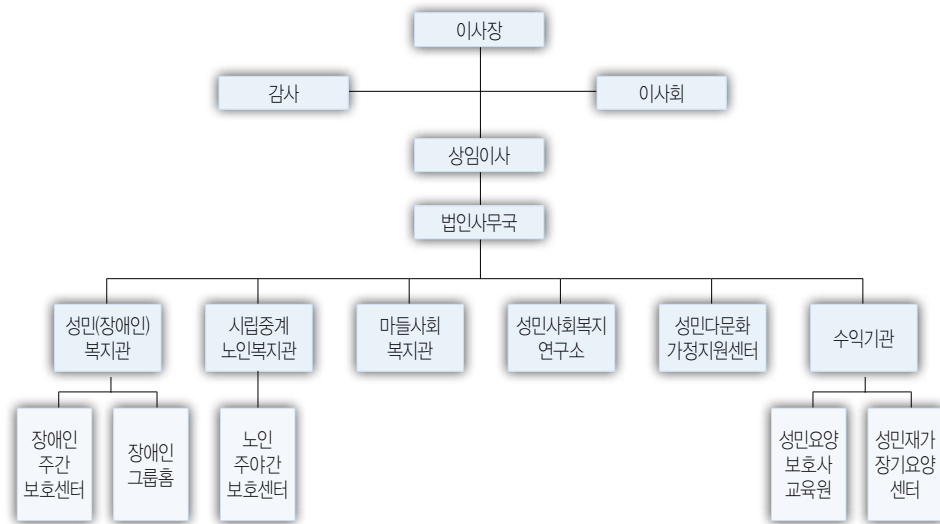 이사장
감사
이사회
상임이사
법인사무국
성민(장애인)
복지관
시립중계
노인복지관
마들사회
복지관
성민사회복지
연구소
성민다문화
가정지원센터
수익기관
장애인
주간
보호센터
장애인
그룹홈
노인
주야간
보호센터
성민요양
보호사
교육원
성민재가
장기요양
센터